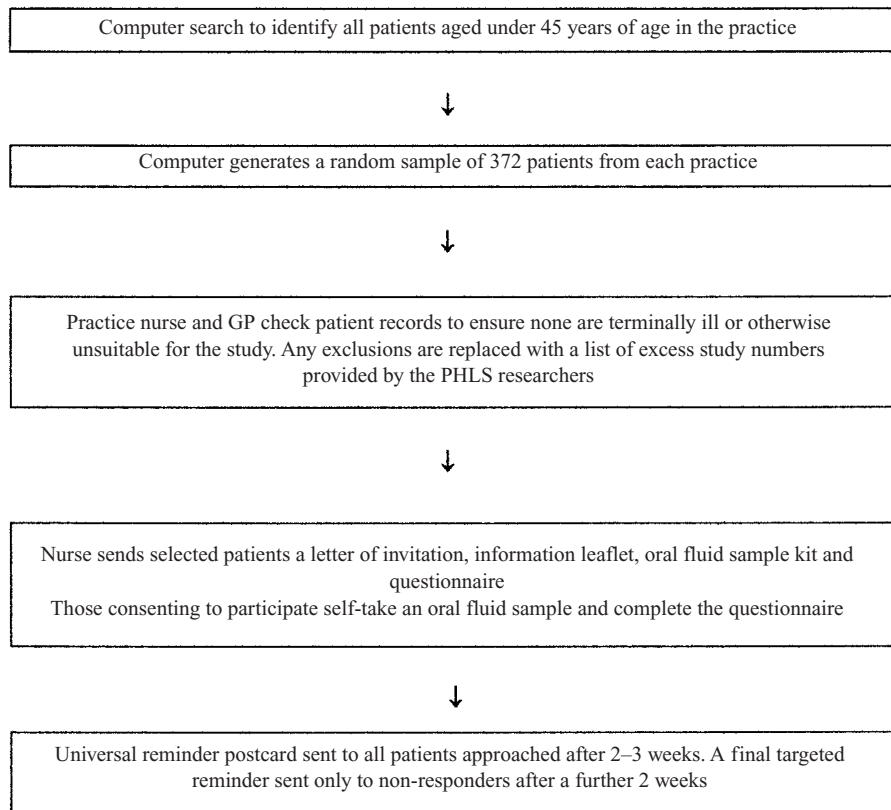 Computer search to identify all patients aged under 45 years of age in the practice
Computer generates a random sample of 372 patients from each practice
Practice nurse and GP check patient records to ensure none are terminally ill or otherwise
unsuitable for the study. Any exclusions are replaced with a list of excess study numbers
provided by the PHLS researchers
Nurse sends selected patients a letter of invitation, information leaflet, oral fluid sample kit and
questionnaire
Those consenting to participate self-take an oral fluid sample and complete the questionnaire
Universal reminder postcard sent to all patients approached after 2–3 weeks. A final targeted
reminder sent only to non-responders after a further 2 weeks